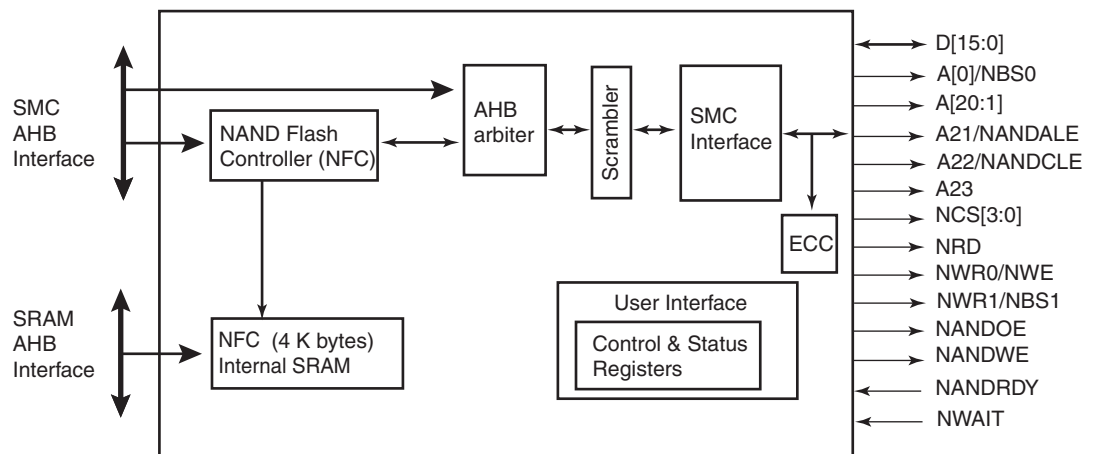 SMC
AHB
Interface
NAND Flash
Controller (NFC)
AHB
arbiter
Scrambler
SMC
Interface
ECC
SRAM
AHB
Interface
NFC (4 K bytes)
Internal SRAM
User Interface
Control & Status
Registers
D[15:0]
A[0]/NBS0
A[20:1]
A21/NANDALE
A22/NANDCLE
A23
NCS[3:0]
NRD
NWR0/NWE
NWR1/NBS1
NANDOE
NANDWE
NANDRDY
NWAIT